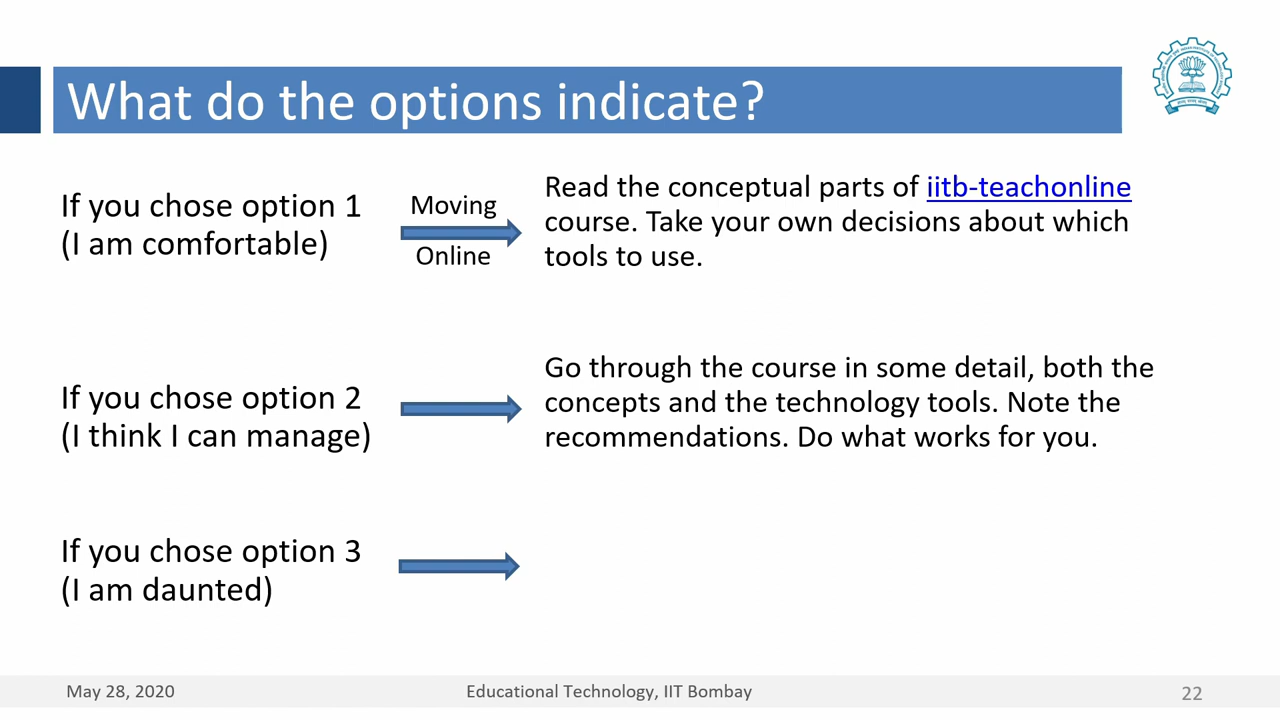 What do the options indicate?
If you chose option 1
(I am comfortable)
Moving
Online
Read the conceptual parts of iitb-teachonline
course. Take your own decisions about which
tools to use.
If you chose option 2
(I think I can manage)
Go through the course in some detail, both the
concepts and the technology tools. Note the
recommendations. Do what works for you.
If you chose option 3
(I am daunted)
May 28, 2020
Educational Technology, IIT Bombay
22